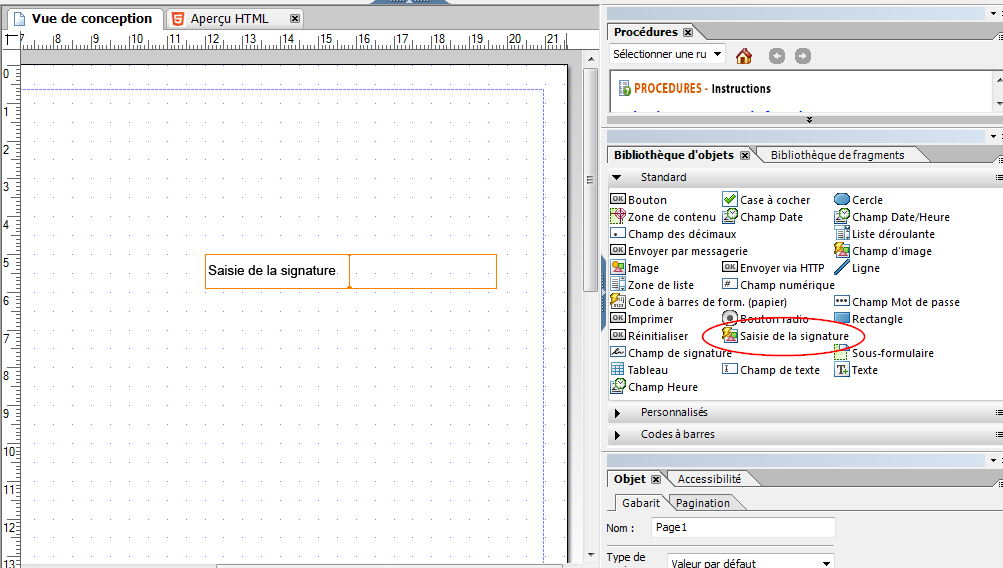 Vue de conception Aperçu HTML
7 8 9 10 11 12 13 14 15 16 17 18 19 20 21
0
1
2
3
4
5
6
7
8
9
10
11
12
13
Saisie de la signature
Procédures
Sélectionner une ru
PROCEDURES - Instructions
Bibliothèque d'objets Bibliothèque de fragments
Standard
OK Bouton Case à cocher Cercle
Zone de contenu Champ Date Champ Date/Heure
Champ des décimaux Liste déroulante
OK Envoyer par messagerie Champ d'image
Image OK Envoyer via HTTP Ligne
Zone de liste # Champ numérique
Code à barres de form. (papier) *** Champ Mot de passe
OK Imprimer Bouton radio Rectangle
OK Réinitialiser Saisie de la signature
Champ de signature Sous-formulaire
Tableau Champ de texte T Texte
Champ Heure
Personnalisés
Codes à barres
Objet Accessibilité
Gabarit Pagination
Nom : Page1
Type de
Valeur par défaut